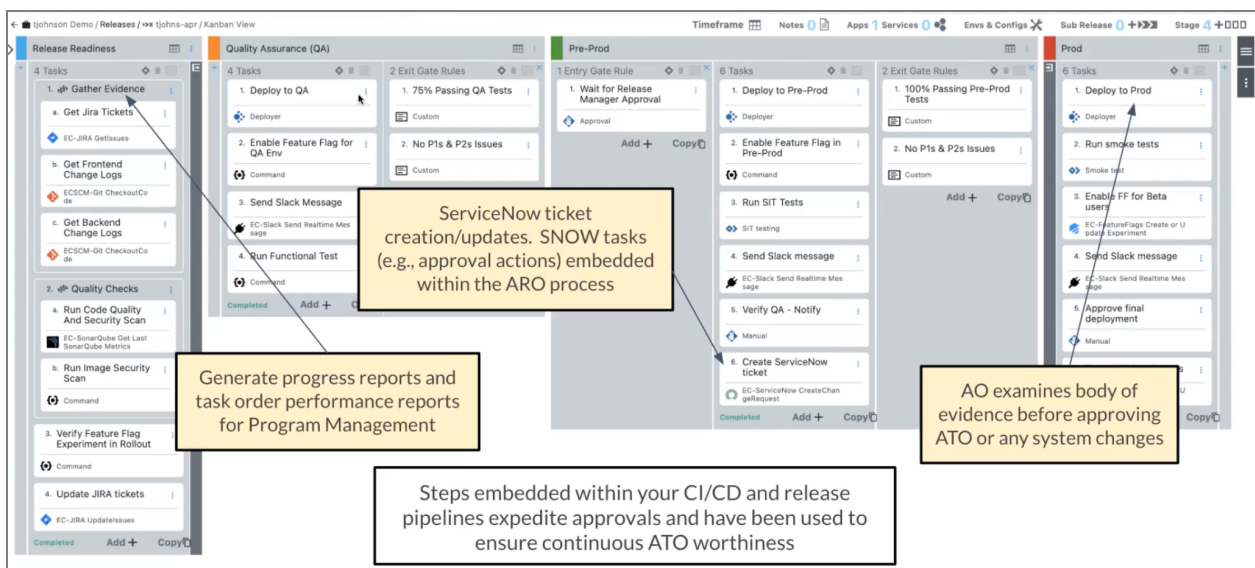 tjohnson Demo / Releases / tjohns-apr / Kanban View
Timeframe
Notes 0
Apps 1
Services 0
Envs & Configs
Sub Release 0
Stage 4
Release Readiness
4 Tasks
1. Gather Evidence
a. Get Jira Tickets
EC-JIRA GetIssues
b. Get Frontend
Change Logs
ECSCM-Git CheckoutCo
de
c. Get Backend
Change Logs
ECSCM-Git CheckoutCo
de
2. Quality Checks
a. Run Code Quality
And Security Scan
EC-SonarQube Get Last
SonarQube Metrics
b. Run Image Security
Scan
Command
3. Verify Feature Flag
Experiment in Rollout
Command
4. Update JIRA tickets
EC-JIRA UpdateIssues
Completed
Add +
Copy
Quality Assurance (QA)
4 Tasks
1. Deploy to QA
Deployer
2. Enable Feature Flag for
QA Env
Command
3. Send Slack Message
EC-Slack Send Realtime Mes
sage
4. Run Functional Test
Command
Completed
Add +
2 Exit Gate Rules
1. 75% Passing QA Tests
Custom
2. No P1s & P2s Issues
Custom
Pre-Prod
1 Entry Gate Rule
1. Wait for Release
Manager Approval
Approval
Add +
Copy
6 Tasks
1. Deploy to Pre-Prod
Deployer
2. Enable Feature Flag in
Pre-Prod
Command
3. Run SIT Tests
SIT testing
4. Send Slack message
EC-Slack Send Realtime Mes
sage
5. Verify QA - Notify
Manual
6. Create ServiceNow
ticket
EC-ServiceNow CreateChan
geRequest
Completed
Add +
Copy
2 Exit Gate Rules
1. 100% Passing Pre-Prod
Tests
Custom
2. No P1s & P2s Issues
Custom
Add +
Copy
Prod
6 Tasks
1. Deploy to Prod
Deployer
2. Run smoke tests
Smoke test
3. Enable FF for Beta
users
EC-FeatureFlags Create or U
pdate Experiment
4. Send Slack message
EC-Slack Send Realtime Mes
sage
5. Approve final
deployment
Manual
Copy
ServiceNow ticket
creation/updates. SNOW tasks
(e.g., approval actions) embedded
within the ARO process
Generate progress reports and
task order performance reports
for Program Management
AO examines body of
evidence before approving
ATO or any system changes
Steps embedded within your CI/CD and release
pipelines expedite approvals and have been used to
ensure continuous ATO worthiness